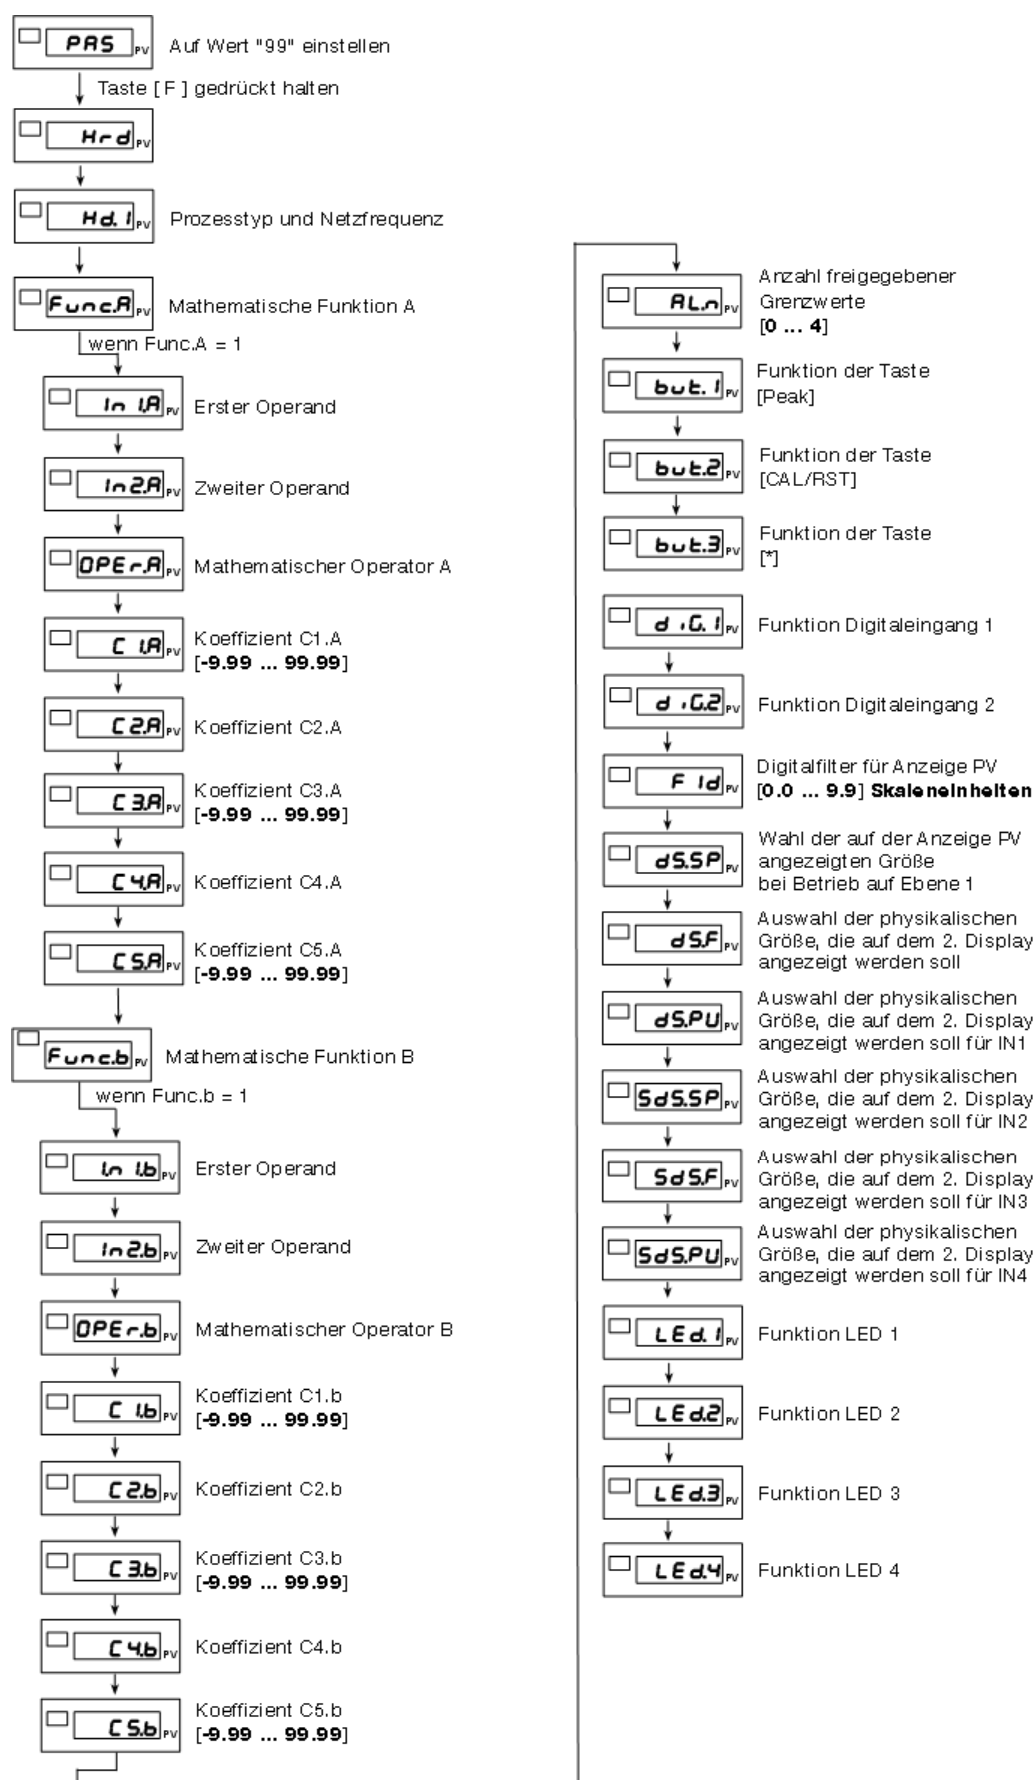 PAS PV
Auf Wert "99" einstellen
Taste [ F ] gedrückt halten
Hrd PV
Hd.1 PV
Prozesstyp und Netzfrequenz
Func.A PV
Mathematische Funktion A
wenn Func.A = 1
In 1.A PV
Erster Operand
In2.A PV
Zweiter Operand
OPEr.A PV
Mathematischer Operator A
C 1.A PV
Koeffizient C1.A
[-9.99 ... 99.99]
C 2.A PV
Koeffizient C2.A
C 3.A PV
Koeffizient C3.A
[-9.99 ... 99.99]
C 4.A PV
Koeffizient C4.A
C 5.A PV
Koeffizient C5.A
[-9.99 ... 99.99]
Func.b PV
Mathematische Funktion B
wenn Func.b = 1
I.n 1.b PV
Erster Operand
In2.b PV
Zweiter Operand
OPEr.b PV
Mathematischer Operator B
C 1.b PV
Koeffizient C1.b
[-9.99 ... 99.99]
C 2.b PV
Koeffizient C2.b
C 3.b PV
Koeffizient C3.b
[-9.99 ... 99.99]
C 4.b PV
Koeffizient C4.b
C 5.b PV
Koeffizient C5.b
[-9.99 ... 99.99]
AL.n PV
Anzahl freigegebener
Grenzwerte
[0 ... 4]
but.1 PV
Funktion der Taste
[Peak]
but.2 PV
Funktion der Taste
[CAL/RST]
but.3 PV
Funktion der Taste
[*]
diG.1 PV
Funktion Digitaleingang 1
diG.2 PV
Funktion Digitaleingang 2
F ld PV
Digitalfilter für Anzeige PV
[0.0 ... 9.9] Skaleneinheiten
dS.SP PV
Wahl der auf der Anzeige PV
angezeigten Größe
bei Betrieb auf Ebene 1
dS.F PV
Auswahl der physikalischen
Größe, die auf dem 2. Display
angezeigt werden soll
dS.PU PV
Auswahl der physikalischen
Größe, die auf dem 2. Display
angezeigt werden soll für IN1
SdS.SP PV
Auswahl der physikalischen
Größe, die auf dem 2. Display
angezeigt werden soll für IN2
SdS.F PV
Auswahl der physikalischen
Größe, die auf dem 2. Display
angezeigt werden soll für IN3
SdS.PU PV
Auswahl der physikalischen
Größe, die auf dem 2. Display
angezeigt werden soll für IN4
LEd.1 PV
Funktion LED 1
LEd.2 PV
Funktion LED 2
LEd.3 PV
Funktion LED 3
LEd.4 PV
Funktion LED 4